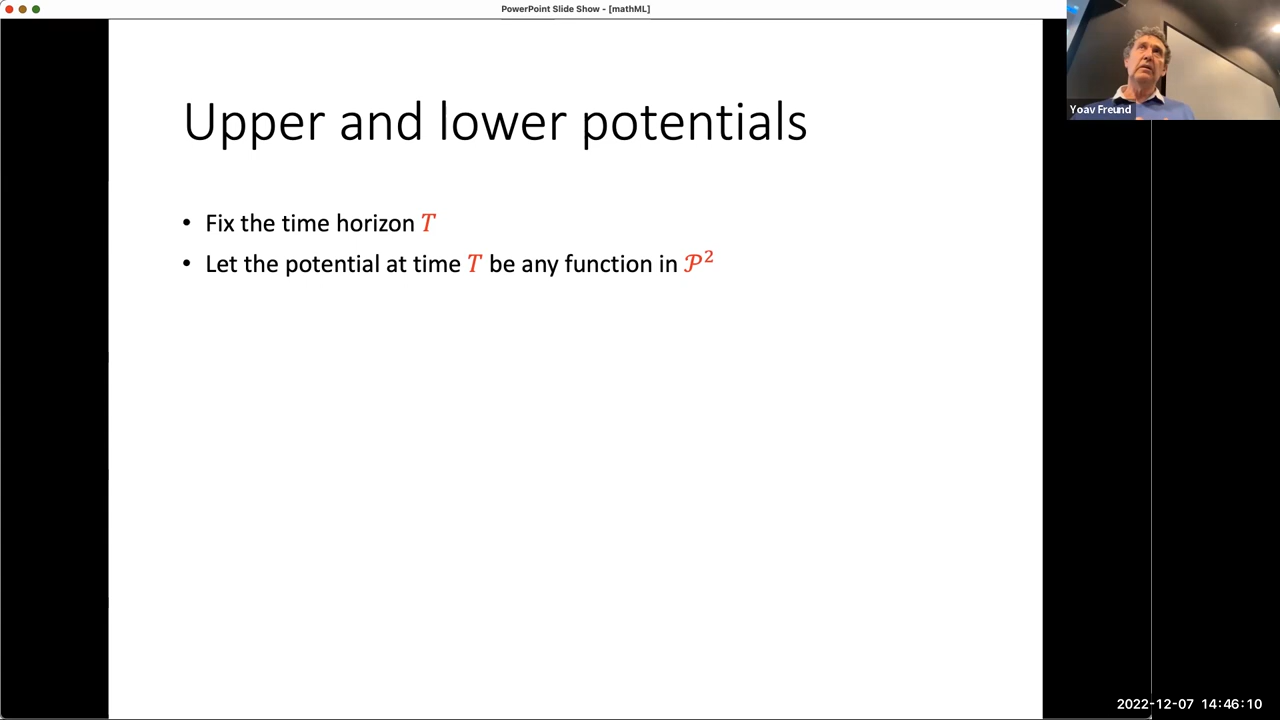 PowerPoint Slide Show - [mathML]
Yoav Freund
Upper and lower potentials
• Fix the time horizon T
• Let the potential at time T be any function in 𝒫²
2022-12-07 14:46:10